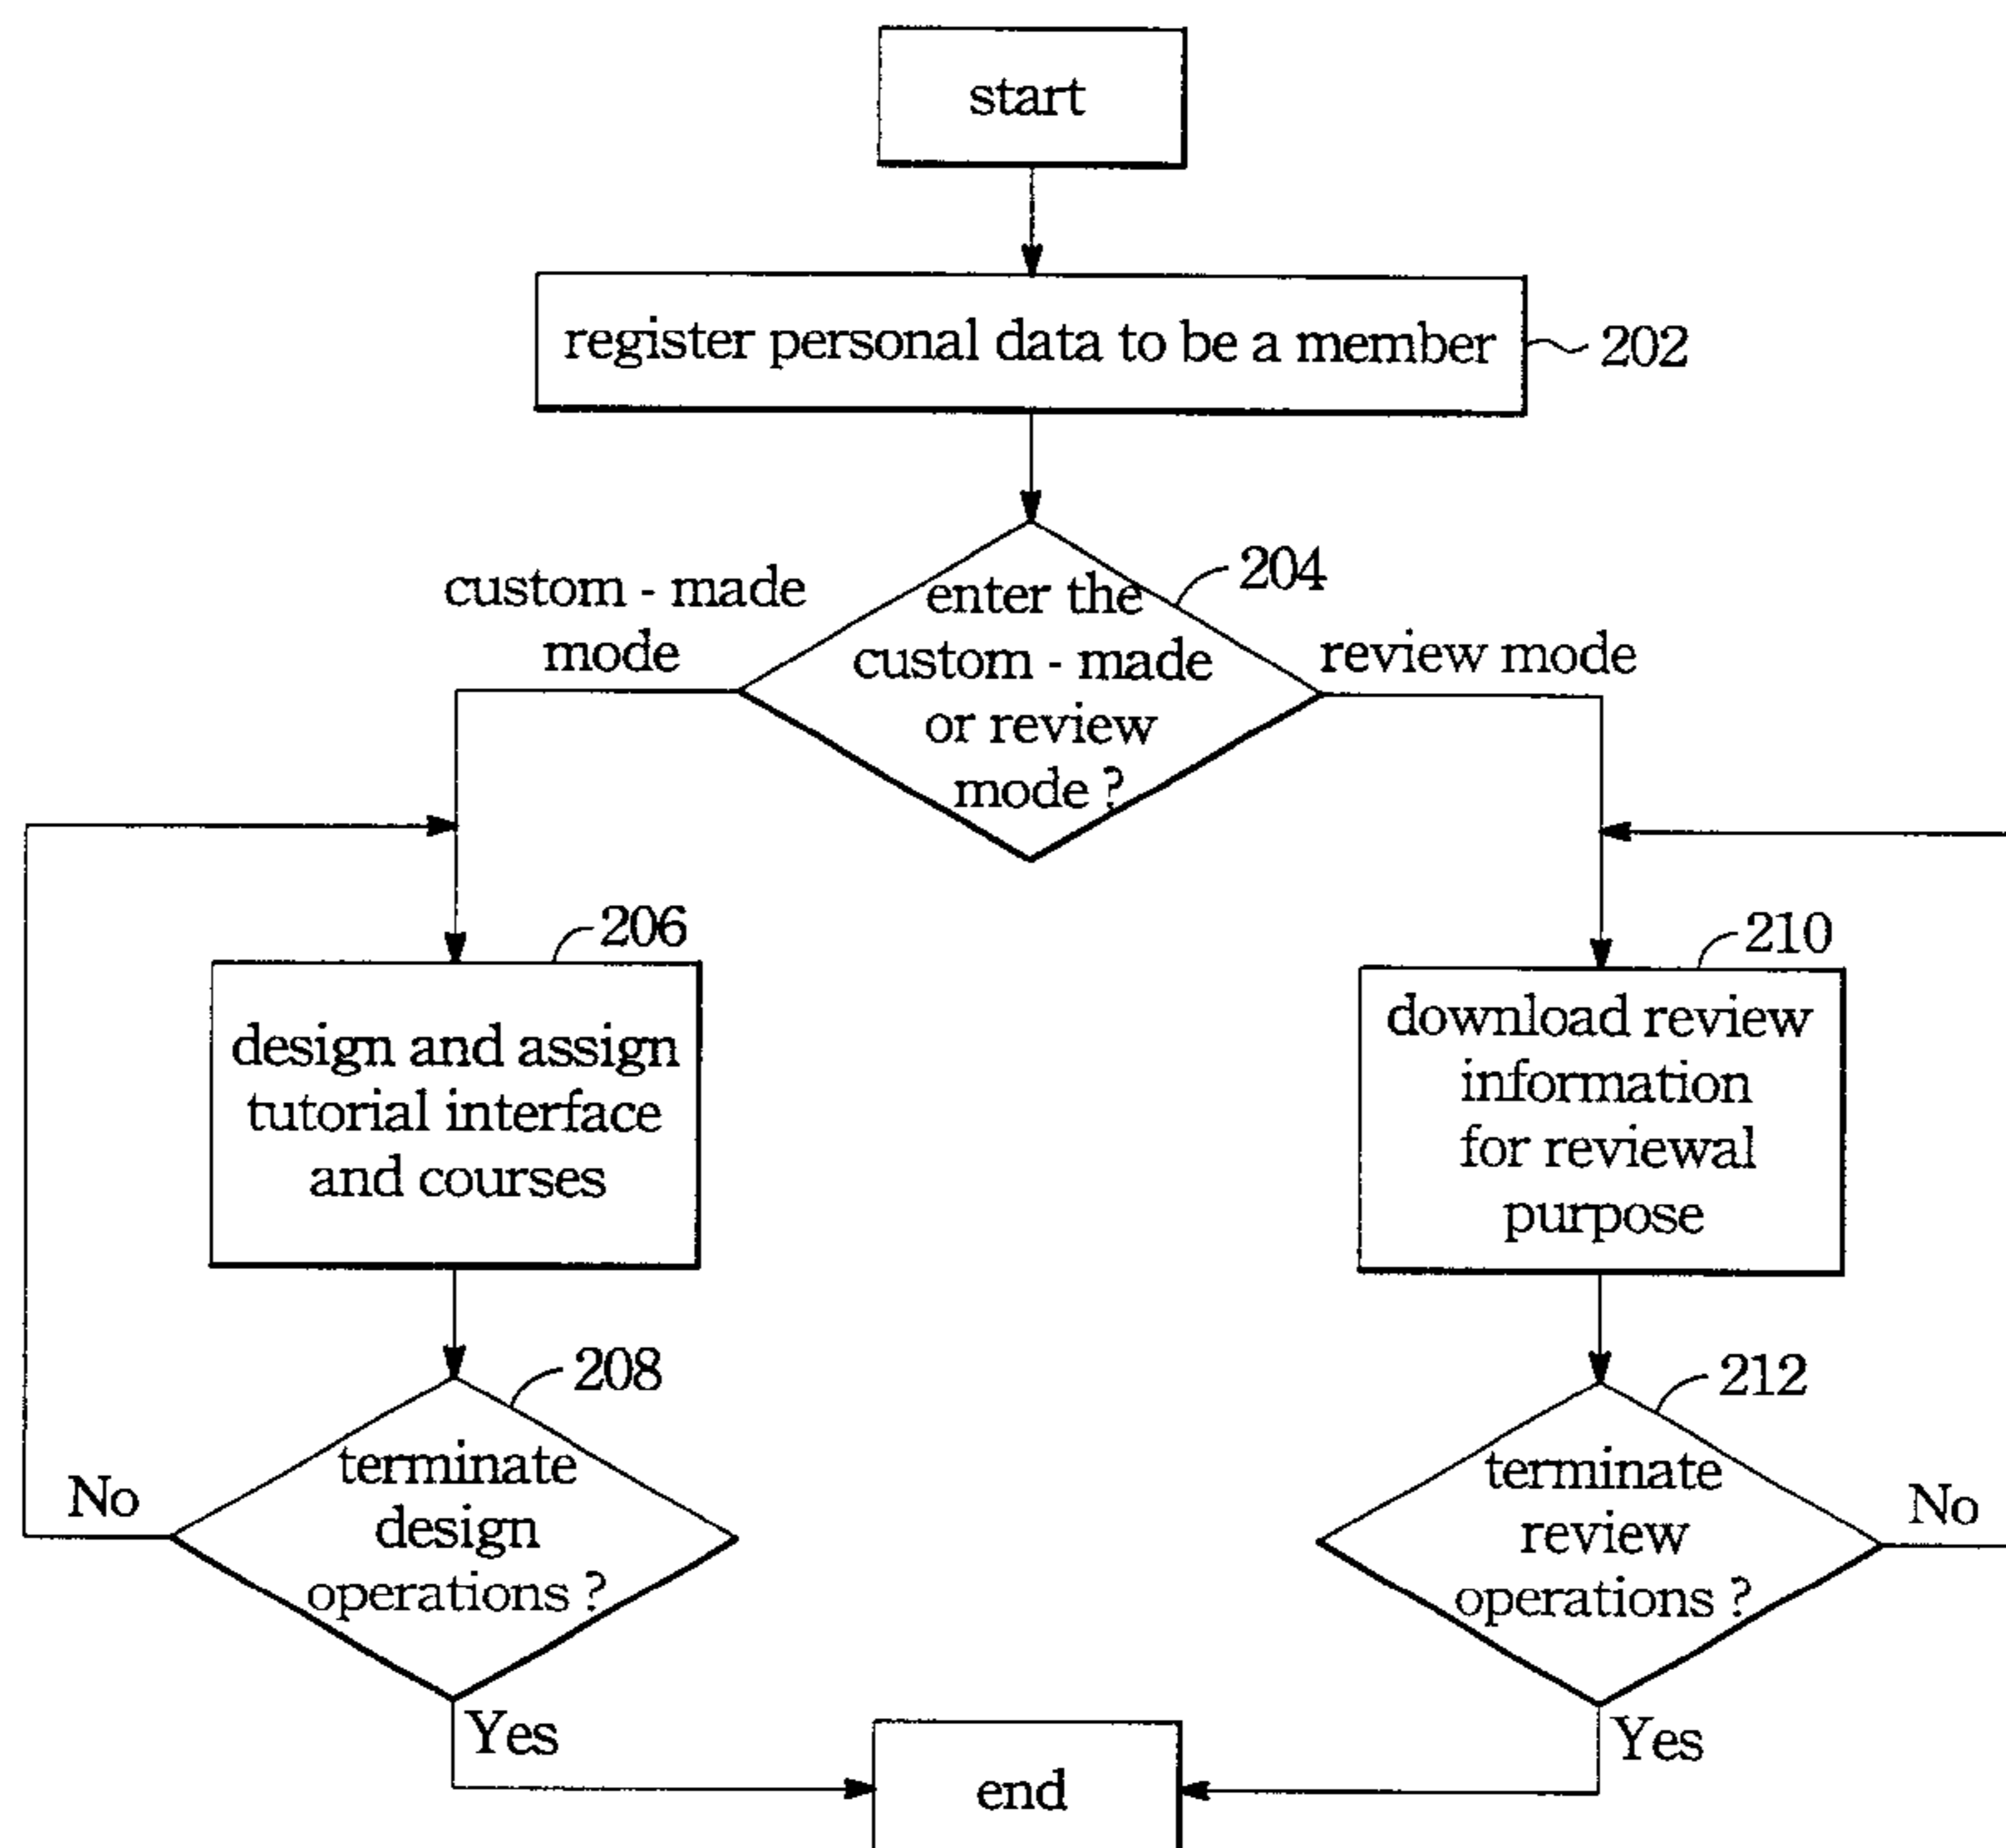 start
register personal data to be a member
202
custom - made
mode
enter the
custom - made
or review
mode ?
204
review mode
206
design and assign
tutorial interface
and courses
210
download review
information
for reviewal
purpose
208
terminate
design
operations ?
No
Yes
212
terminate
review
operations ?
No
Yes
end